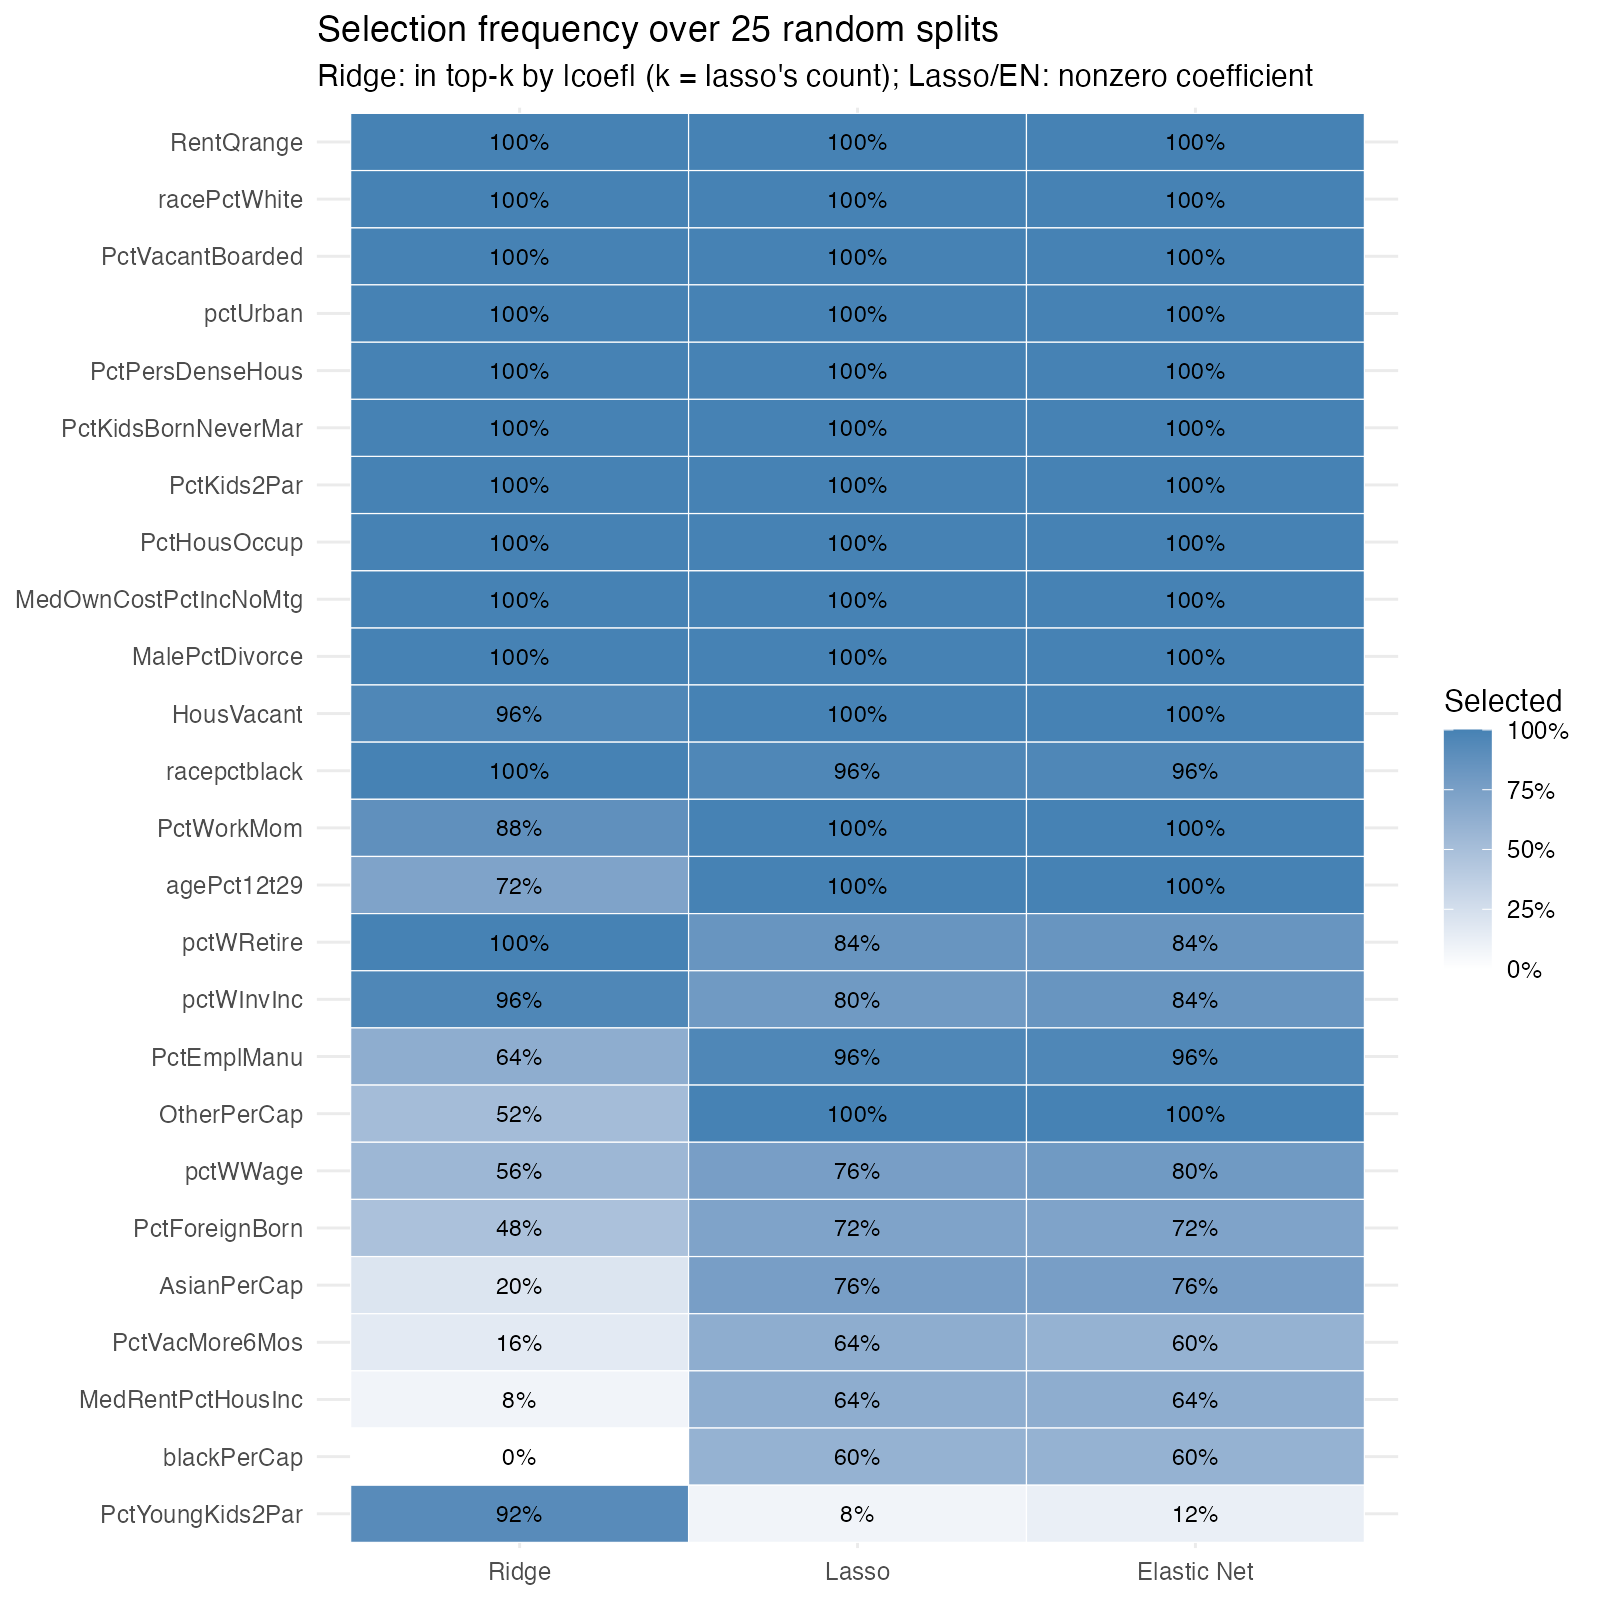 Selection frequency over 25 random splits
Ridge: in top-k by |coef| (k = lasso's count); Lasso/EN: nonzero coefficient
RentQrange 100% 100% 100%
racePctWhite 100% 100% 100%
PctVacantBoarded 100% 100% 100%
pctUrban 100% 100% 100%
PctPersDenseHous 100% 100% 100%
PctKidsBornNeverMar 100% 100% 100%
PctKids2Par 100% 100% 100%
PctHousOccup 100% 100% 100%
MedOwnCostPctIncNoMtg 100% 100% 100%
MalePctDivorce 100% 100% 100%
HousVacant 96% 100% 100%
racepctblack 100% 96% 96%
PctWorkMom 88% 100% 100%
agePct12t29 72% 100% 100%
pctWRetire 100% 84% 84%
pctWInvInc 96% 80% 84%
PctEmplManu 64% 96% 96%
OtherPerCap 52% 100% 100%
pctWWage 56% 76% 80%
PctForeignBorn 48% 72% 72%
AsianPerCap 20% 76% 76%
PctVacMore6Mos 16% 64% 60%
MedRentPctHousInc 8% 64% 64%
blackPerCap 0% 60% 60%
PctYoungKids2Par 92% 8% 12%
Ridge Lasso Elastic Net
Selected
100%
75%
50%
25%
0%